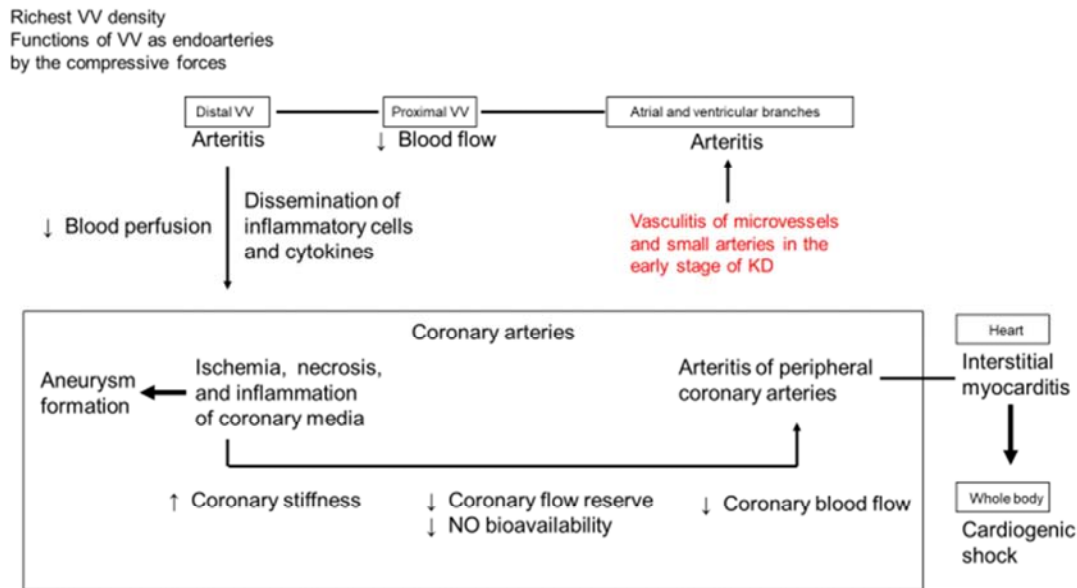 Richest VV density
Functions of VV as endoarteries
by the compressive forces
Distal VV
Proximal VV
Atrial and ventricular branches
Arteritis
↓ Blood flow
Arteritis
↓ Blood perfusion
Dissemination of
inflammatory cells
and cytokines
Vasculitis of microvessels
and small arteries in the
early stage of KD
Coronary arteries
Aneurysm
formation
Ischemia, necrosis,
and inflammation
of coronary media
Arteritis of peripheral
coronary arteries
Heart
Interstitial
myocarditis
↑ Coronary stiffness
↓ Coronary flow reserve
↓ NO bioavailability
↓ Coronary blood flow
Whole body
Cardiogenic
shock